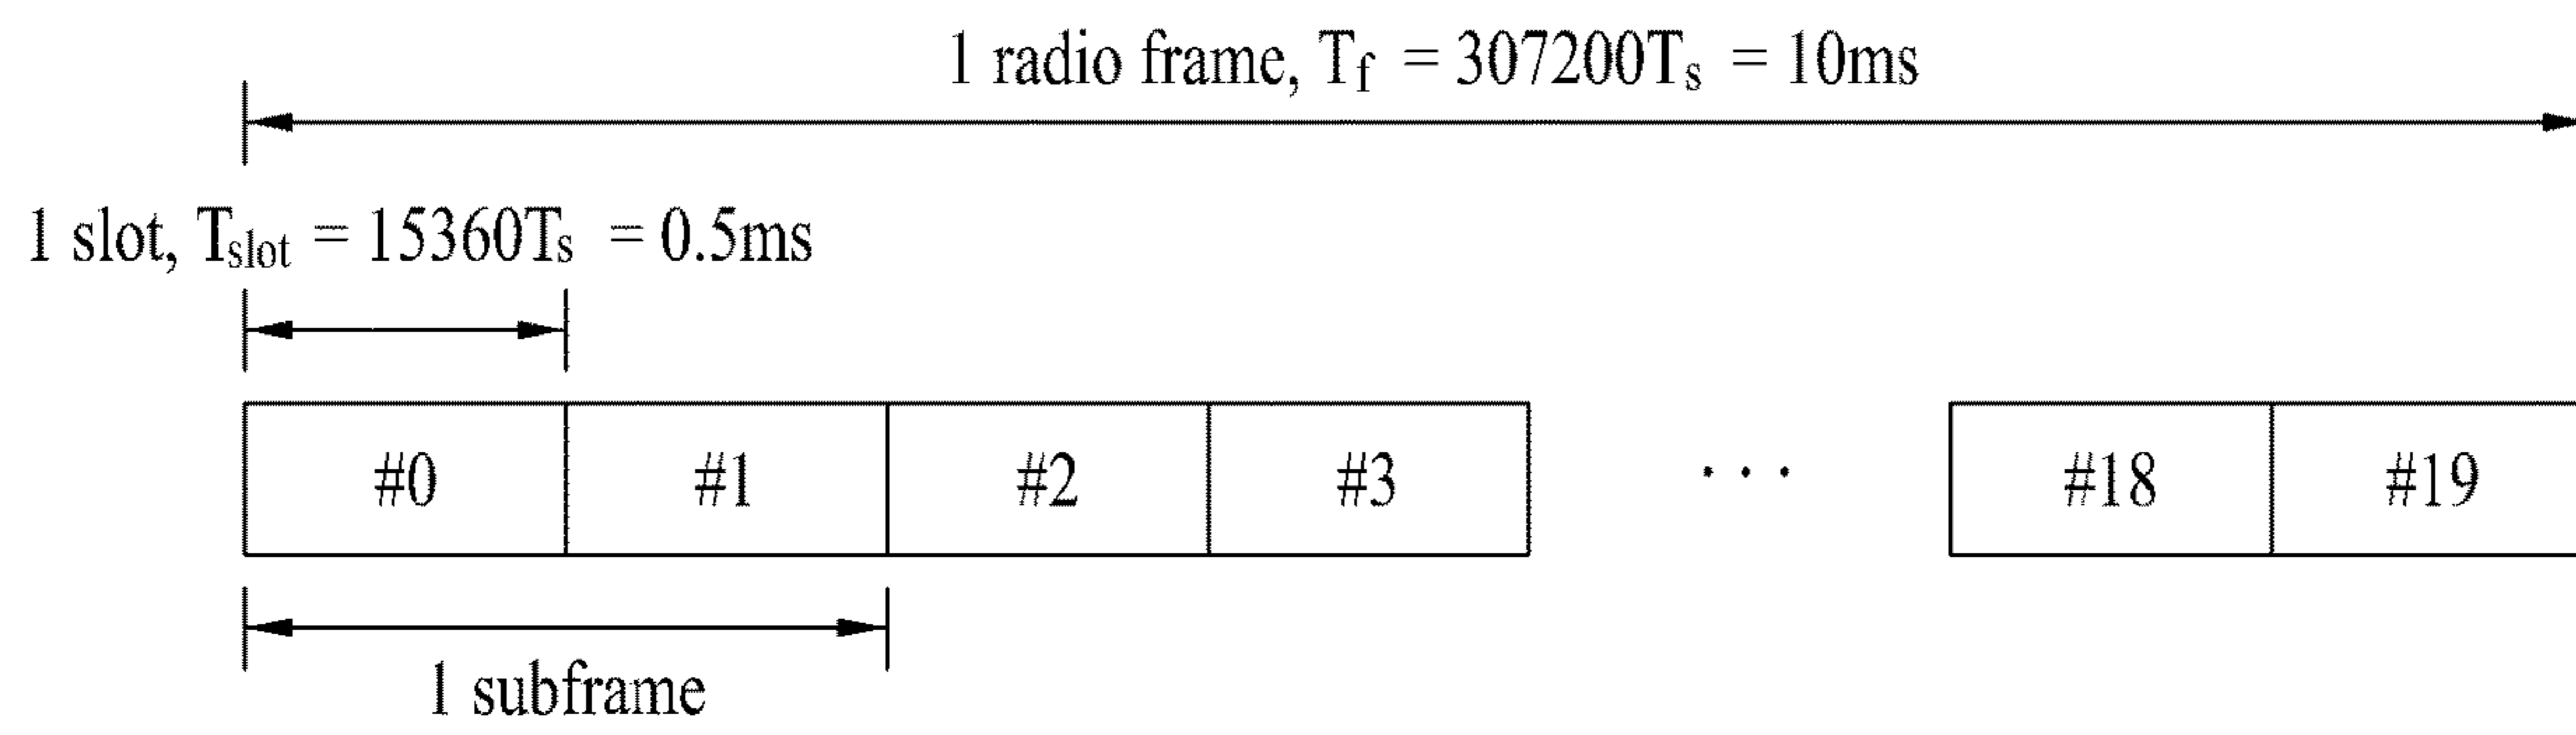 1 radio frame, Tf = 307200Ts = 10ms
1 slot, Tslot = 15360Ts = 0.5ms
#0 #1 #2 #3 · · · #18 #19
1 subframe